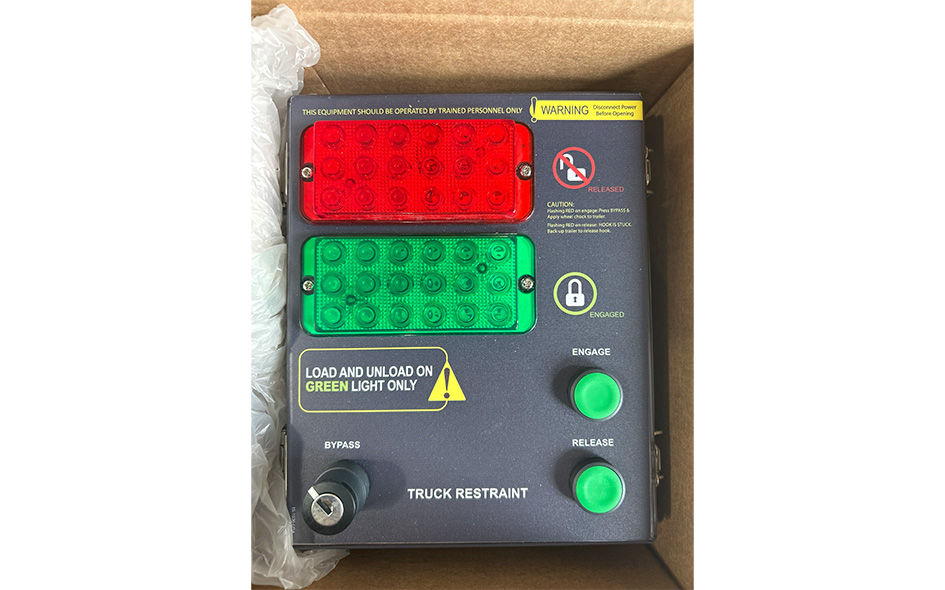 THIS EQUIPMENT SHOULD BE OPERATED BY TRAINED PERSONNEL ONLY
WARNING
Disconnect Power
Before Opening
RELEASED
CAUTION:
Flashing RED on engage: Press BYPASS &
Apply wheel chock to trailer.
Flashing RED on release: HOOK IS STUCK.
Back up trailer to release hook.
ENGAGED
LOAD AND UNLOAD ON
GREEN LIGHT ONLY
ENGAGE
BYPASS
RELEASE
TRUCK RESTRAINT